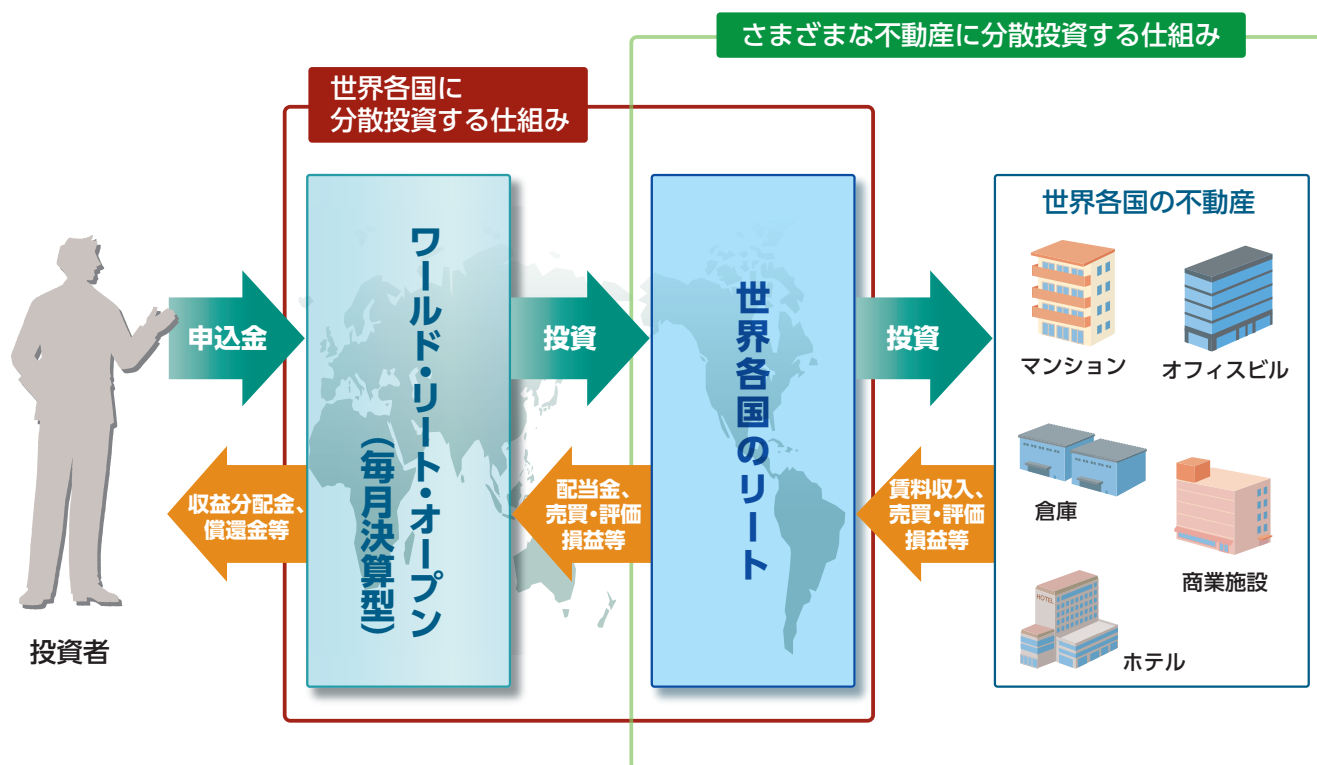 さまざまな不動産に分散投資する仕組み
世界各国に
分散投資する仕組み
投資者
申込金
収益分配金、
償還金等
ワールド・リート・オープン
(毎月決算型)
投資
配当金、
売買・評価
損益等
世界各国のリート
投資
賃料収入、
売買・評価
損益等
世界各国の不動産
マンション
オフィスビル
倉庫
商業施設
HOTEL
ホテル